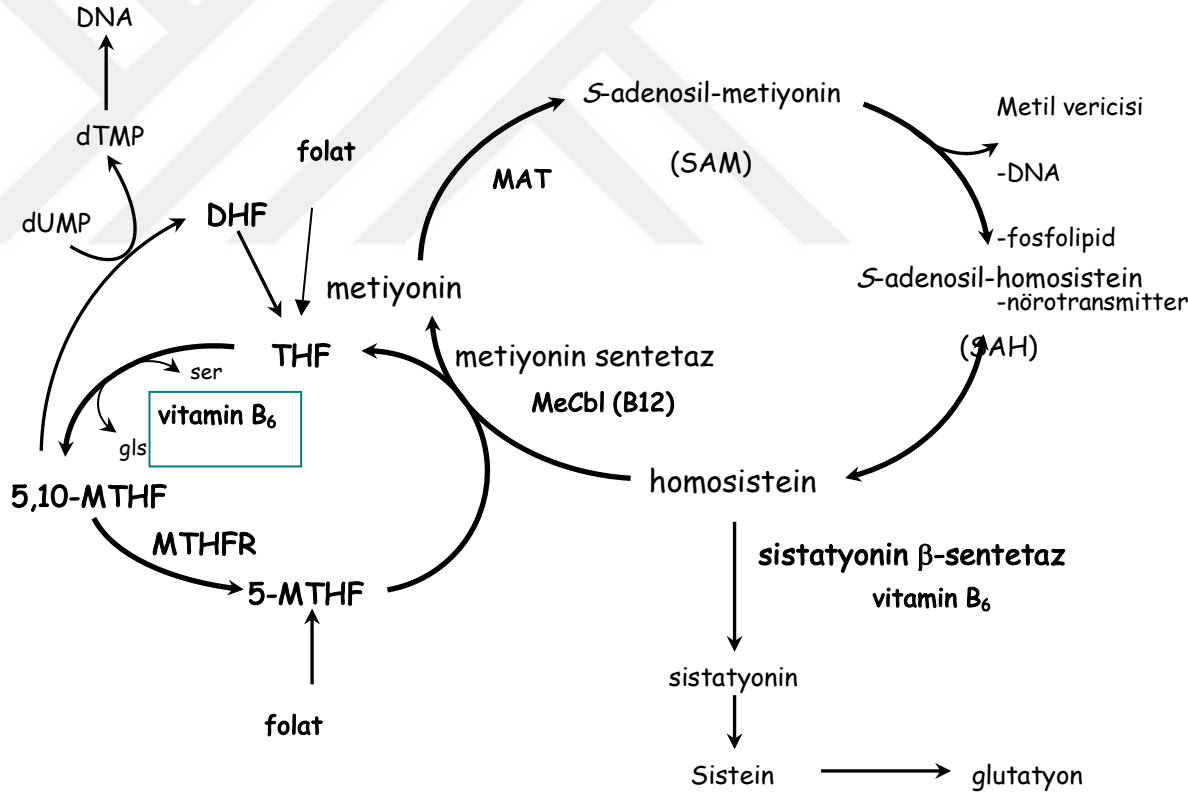 DNA
dTMP
dUMP
DHF
folat
THF
ser
gls
vitamin B₆
5,10-MTHF
MTHFR
5-MTHF
folat
metiyonin
MAT
S-adenosil-metiyonin
(SAM)
Metil vericisi
-DNA
-fosfolipid
-nörotransmitter
S-adenosil-homosistein
(SAH)
metiyonin sentetaz
MeCbl (B12)
homosistein
sistatyonin β-sentetaz
vitamin B₆
sistatyonin
Sistein
glutatyon